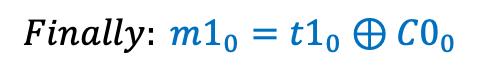 Finally: m1₀ = t1₀ ⊕ C0₀